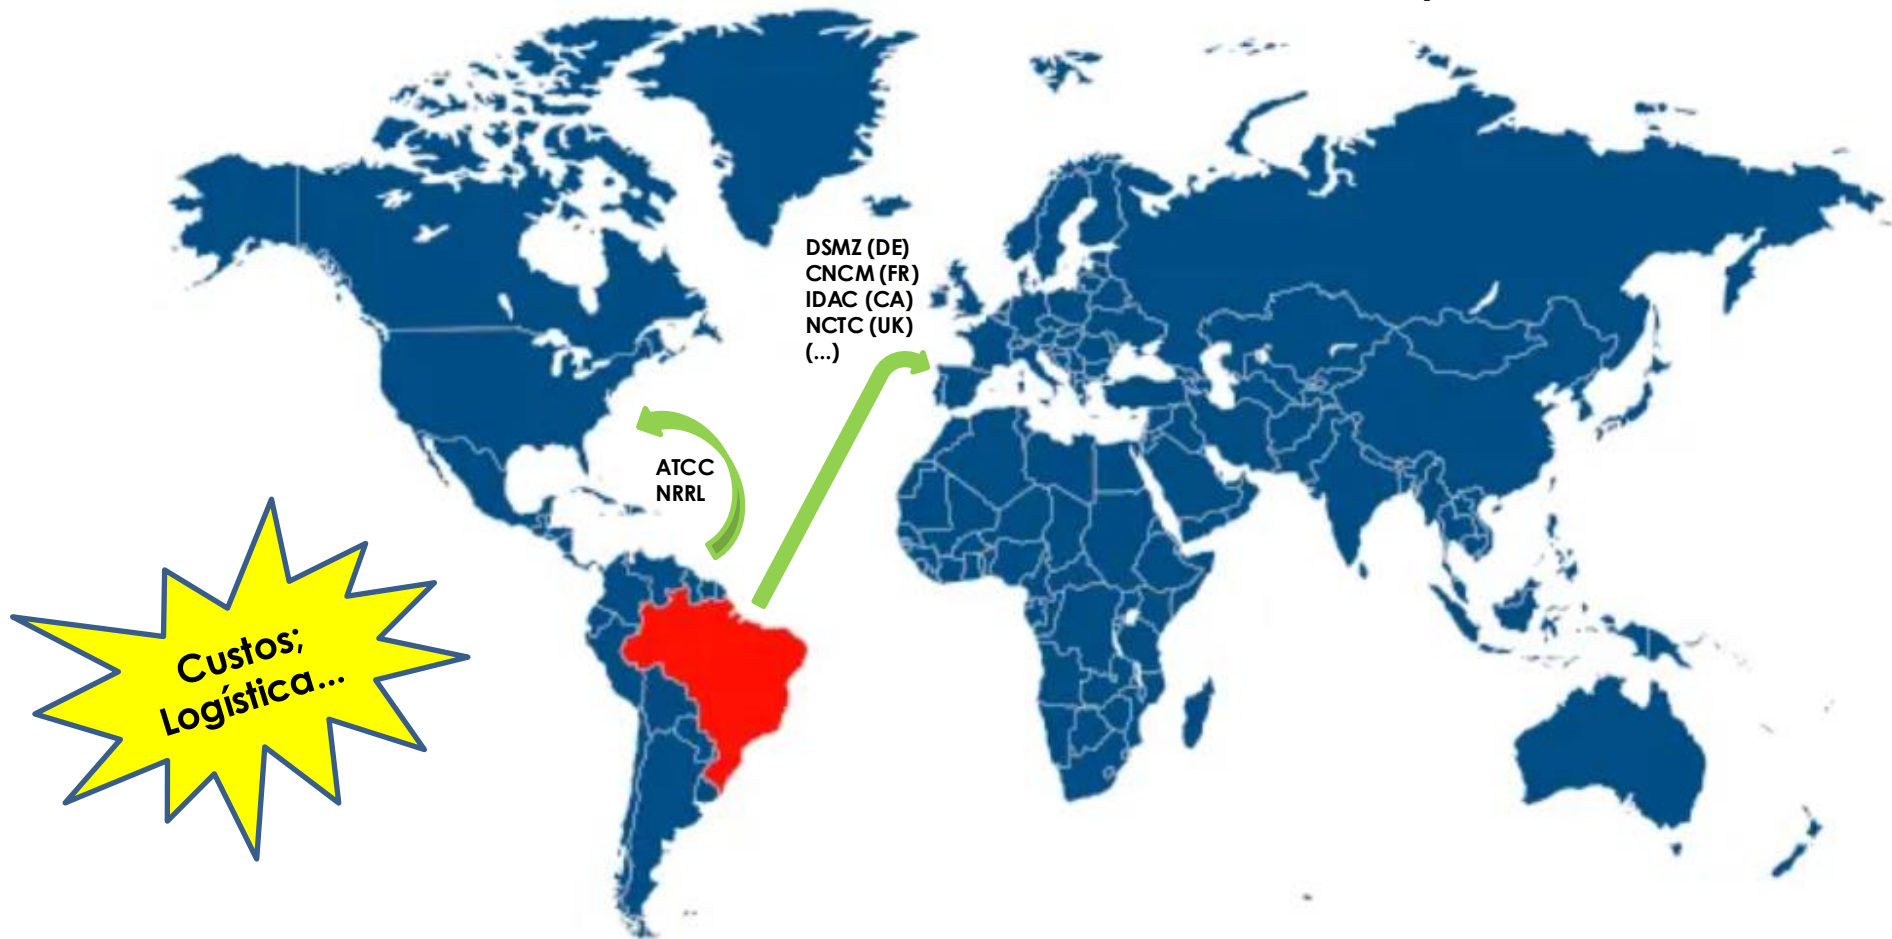 DSMZ (DE)
CNCM (FR)
IDAC (CA)
NCTC (UK)
(...)
ATCC
NRRL
Custos;
Logística...